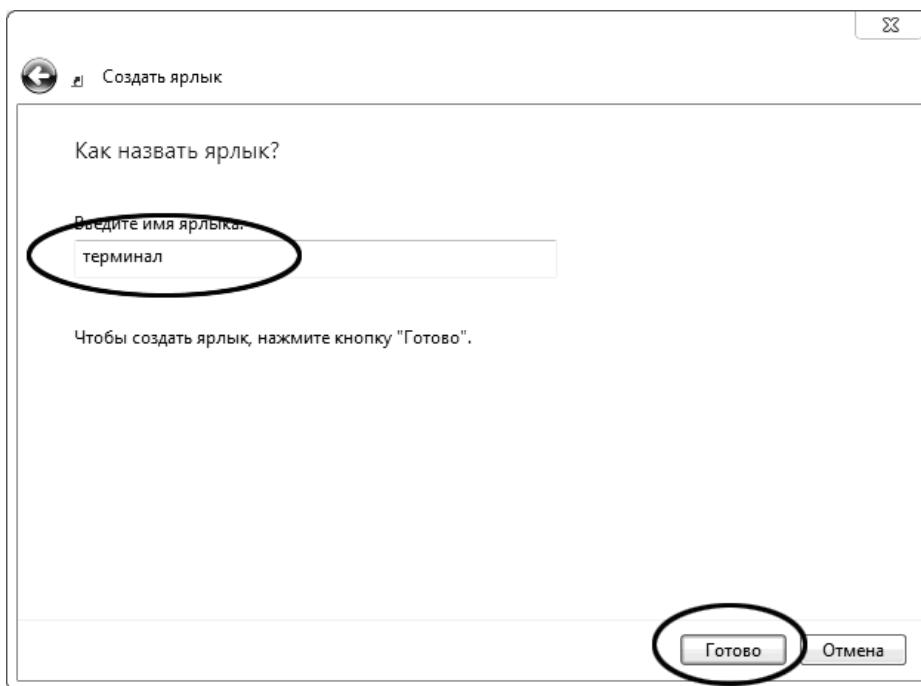 Создать ярлык
Как назвать ярлык?
Введите имя ярлыка:
терминал
Чтобы создать ярлык, нажмите кнопку "Готово".
Готово
Отмена